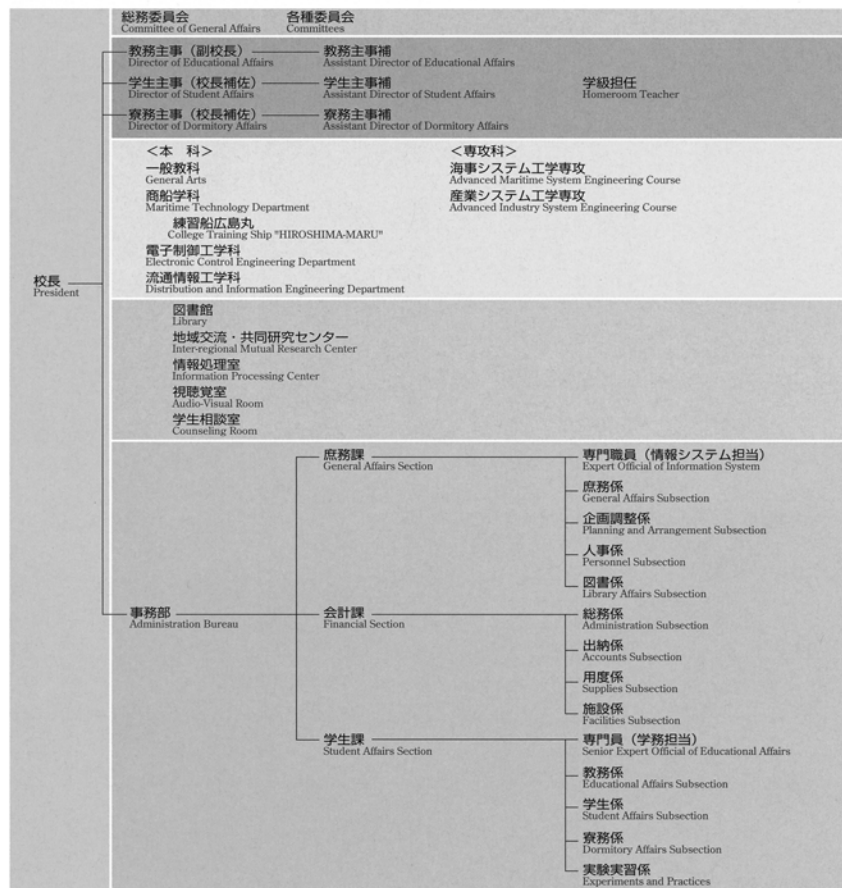 総務委員会 各種委員会
Committee of General Affairs Committees
教務主事（副校長） 教務主事補
Director of Educational Affairs Assistant Director of Educational Affairs
学生主事（校長補佐） 学生主事補 学級担任
Director of Student Affairs Assistant Director of Student Affairs Homeroom Teacher
寮務主事（校長補佐） 寮務主事補
Director of Dormitory Affairs Assistant Director of Dormitory Affairs
＜本　科＞ ＜専攻科＞
一般教科 海事システム工学専攻
General Arts Advanced Maritime System Engineering Course
商船学科 産業システム工学専攻
Maritime Technology Department Advanced Industry System Engineering Course
練習船広島丸
College Training Ship "HIROSHIMA-MARU"
電子制御工学科
Electronic Control Engineering Department
流通情報工学科
Distribution and Information Engineering Department
校長
President
図書館
Library
地域交流・共同研究センター
Inter-regional Mutual Research Center
情報処理室
Information Processing Center
視聴覚室
Audio-Visual Room
学生相談室
Counseling Room
庶務課 専門職員（情報システム担当）
General Affairs Section Expert Official of Information System
庶務係
General Affairs Subsection
企画調整係
Planning and Arrangement Subsection
人事係
Personnel Subsection
図書係
Library Affairs Subsection
事務部 会計課 総務係
Administration Bureau Financial Section Administration Subsection
出納係
Accounts Subsection
用度係
Supplies Subsection
施設係
Facilities Subsection
学生課 専門員（学務担当）
Student Affairs Section Senior Expert Official of Educational Affairs
教務係
Educational Affairs Subsection
学生係
Student Affairs Subsection
寮務係
Dormitory Affairs Subsection
実験実習係
Experiments and Practices